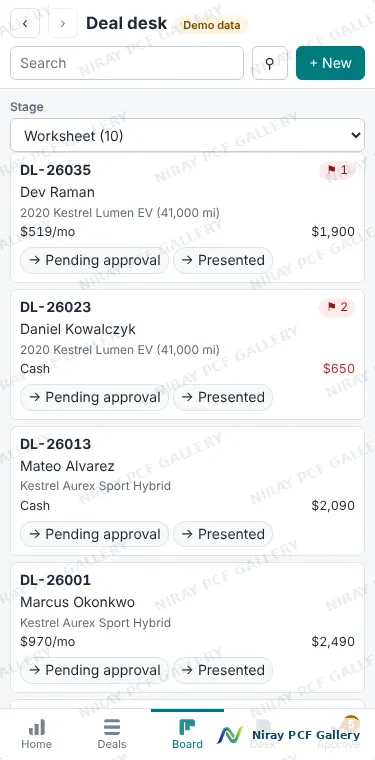 Deal desk Demo data
Search
+ New
Stage
Worksheet (10)
DL-26035 1
Dev Raman
2020 Kestrel Lumen EV (41,000 mi)
$519/mo $1,900
→ Pending approval → Presented
DL-26023 2
Daniel Kowalczyk
2020 Kestrel Lumen EV (41,000 mi)
Cash $650
→ Pending approval → Presented
DL-26013
Mateo Alvarez
Kestrel Aurex Sport Hybrid
Cash $2,090
→ Pending approval → Presented
DL-26001
Marcus Okonkwo
Kestrel Aurex Sport Hybrid
$970/mo $2,490
→ Pending approval → Presented
Home Deals Board Desk
Niray PCF Gallery
NIRAY PCF GALLERY